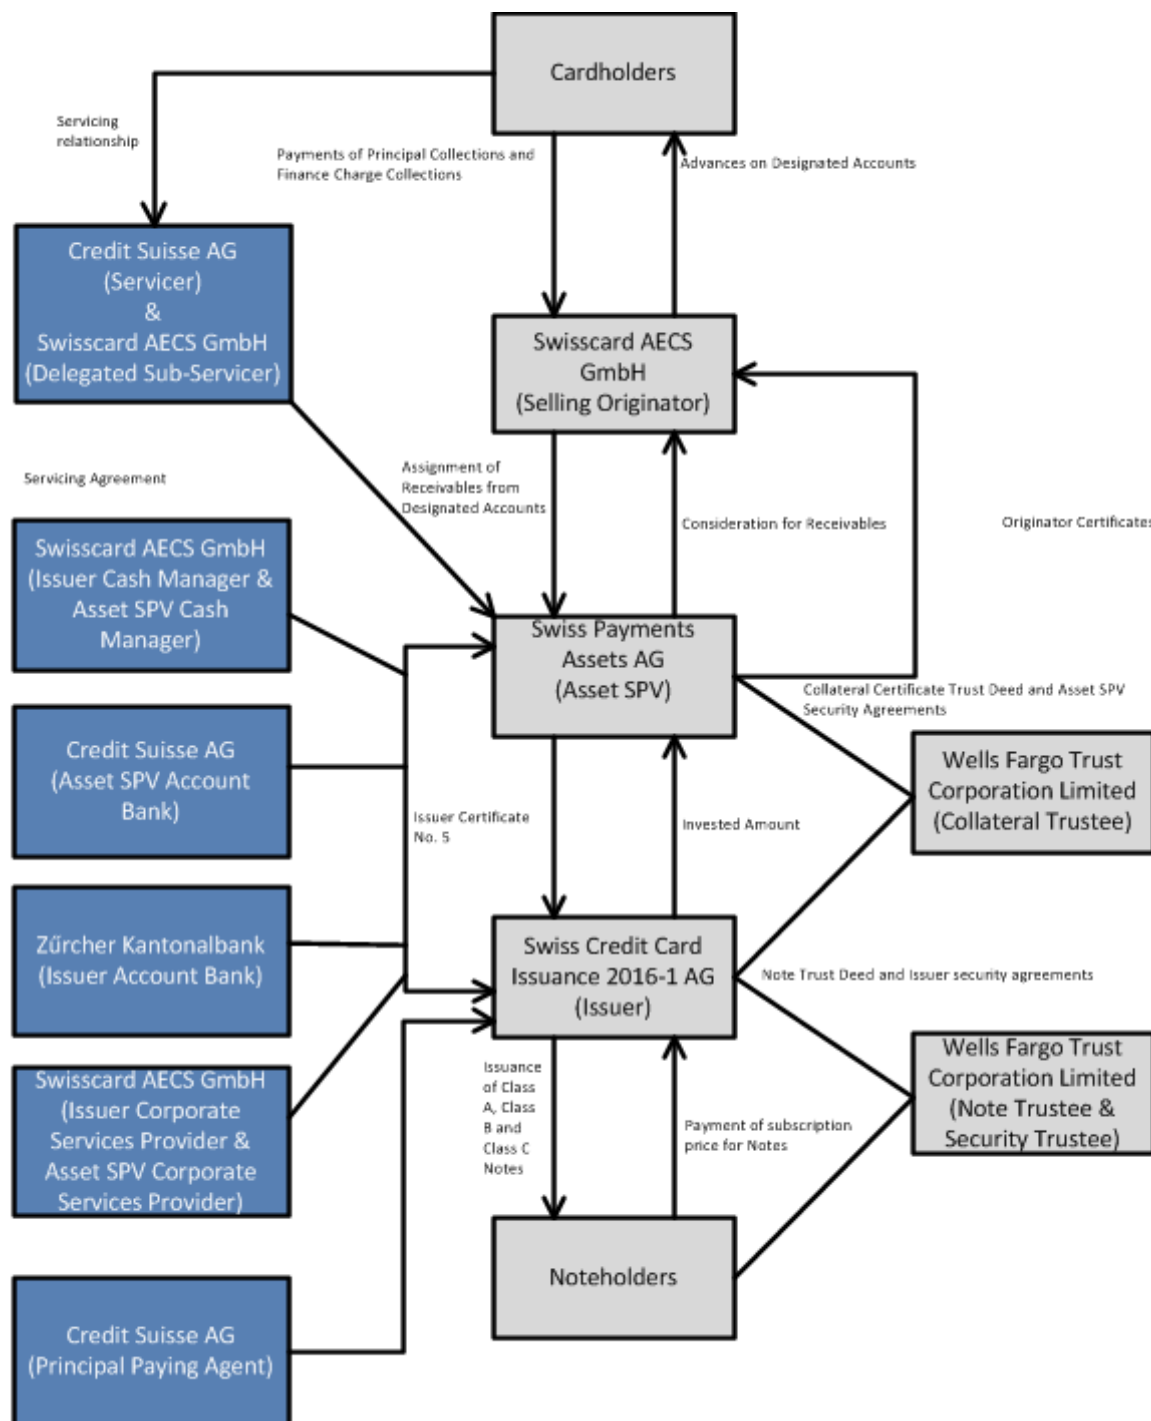 Cardholders
Servicing
relationship
Payments of Principal Collections and
Finance Charge Collections
Advances on Designated Accounts
Credit Suisse AG
(Servicer)
&
Swisscard AECS GmbH
(Delegated Sub-Servicer)
Swisscard AECS
GmbH
(Selling Originator)
Servicing Agreement
Assignment of
Receivables from
Designated Accounts
Consideration for Receivables
Originator Certificates
Swisscard AECS GmbH
(Issuer Cash Manager &
Asset SPV Cash
Manager)
Swiss Payments
Assets AG
(Asset SPV)
Collateral Certificate Trust Deed and Asset SPV
Security Agreements
Credit Suisse AG
(Asset SPV Account
Bank)
Issuer Certificate
No. 5
Invested Amount
Wells Fargo Trust
Corporation Limited
(Collateral Trustee)
Zűrcher Kantonalbank
(Issuer Account Bank)
Swiss Credit Card
Issuance 2016-1 AG
(Issuer)
Note Trust Deed and Issuer security agreements
Swisscard AECS GmbH
(Issuer Corporate
Services Provider &
Asset SPV Corporate
Services Provider)
Issuance
of Class
A, Class
B and
Class C
Notes
Payment of subscription
price for Notes
Wells Fargo Trust
Corporation Limited
(Note Trustee &
Security Trustee)
Noteholders
Credit Suisse AG
(Principal Paying Agent)